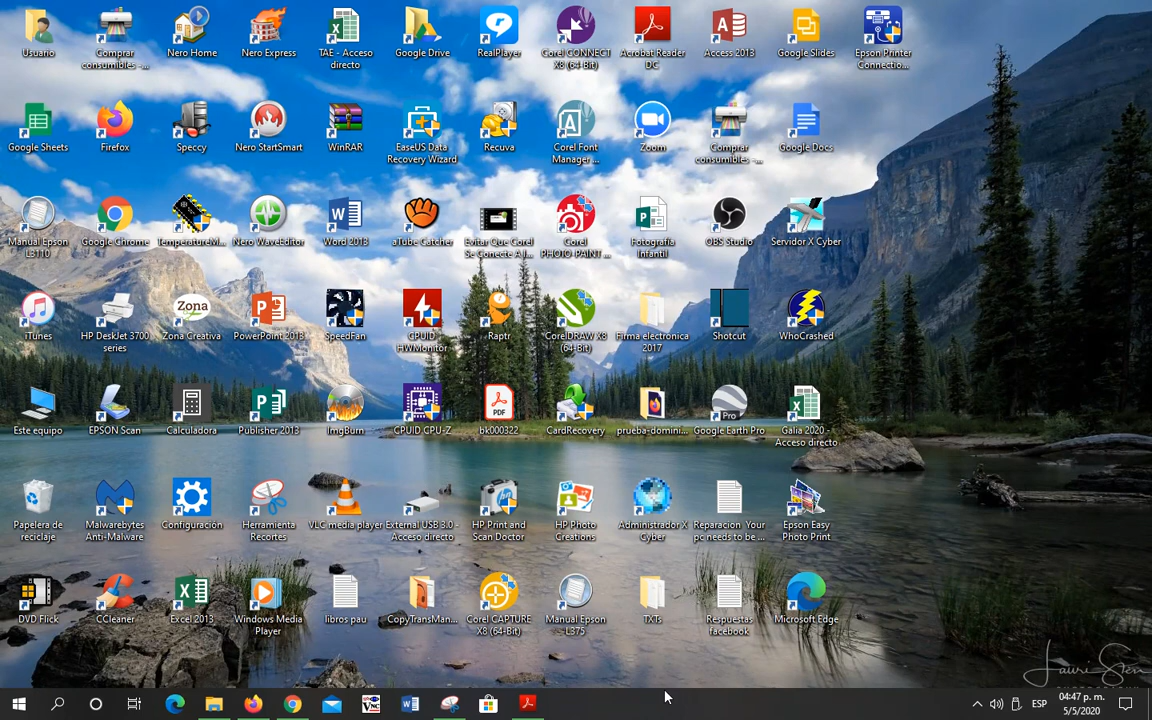 Usuario
Comprar
consumibles -...
Nero Home
Nero Express
TAE - Acceso
directo
Google Drive
RealPlayer
Corel CONNECT
X8 (64-Bit)
Acrobat Reader
DC
Access 2013
Google Slides
Epson Printer
Connectio...
Google Sheets
Firefox
Speccy
Nero StartSmart
WinRAR
EaseUS Data
Recovery Wizard
Recuva
Corel Font
Manager ...
Zoom
Comprar
consumibles -...
Google Docs
Manual Epson
L3110
Google Chrome
TemperatureM...
Nero WaveEditor
Word 2013
aTube Catcher
Evitar Que Corel
Se Conecte A I...
Corel
PHOTO-PAINT ...
Fotografia
Infantil
OBS Studio
Servidor X Cyber
iTunes
HP DeskJet 3700
series
Zona
Zona Creativa
PowerPoint 2013
SpeedFan
CPUID
HWMonitor
Raptr
CorelDRAW X8
(64-Bit)
Firma electronica
2017
Shotcut
WhoCrashed
Este equipo
EPSON Scan
Calculadora
Publisher 2013
ImgBurn
CPUID CPU-Z
PDF
bk000322
CardRecovery
prueba-domini...
Pro
Google Earth Pro
Galia 2020 -
Acceso directo
Papelera de
reciclaje
Malwarebytes
Anti-Malware
Configuración
Herramienta
Recortes
VLC media player
External USB 3.0 -
Acceso directo
HP Print and
Scan Doctor
HP Photo
Creations
Administrador X
Cyber
Reparacion Your
pc needs to be ...
Epson Easy
Photo Print
DVD Flick
CCleaner
Excel 2013
Windows Media
Player
libros pau
CopyTransMan...
Corel CAPTURE
X8 (64-Bit)
Manual Epson
L375
TXTs
Respuestas
facebook
Microsoft Edge
ESP
04:47 p. m.
5/5/2020